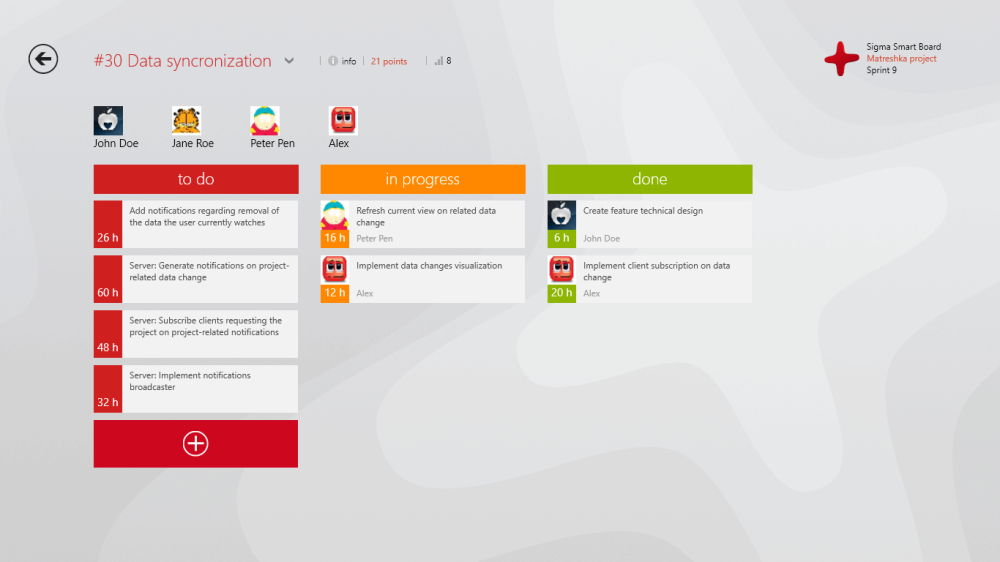 #30 Data syncronization
info
21 points
8
Sigma Smart Board
Matreshka project
Sprint 9
John Doe
Jane Roe
Peter Pen
Alex
to do
Add notifications regarding removal of
the data the user currently watches
26 h
Server: Generate notifications on project-
related data change
60 h
Server: Subscribe clients requesting the
project on project-related notifications
48 h
Server: Implement notifications
broadcaster
32 h
in progress
Refresh current view on related data
change
16 h
Peter Pen
Implement data changes visualization
12 h
Alex
done
Create feature technical design
6 h
John Doe
Implement client subscription on data
change
20 h
Alex